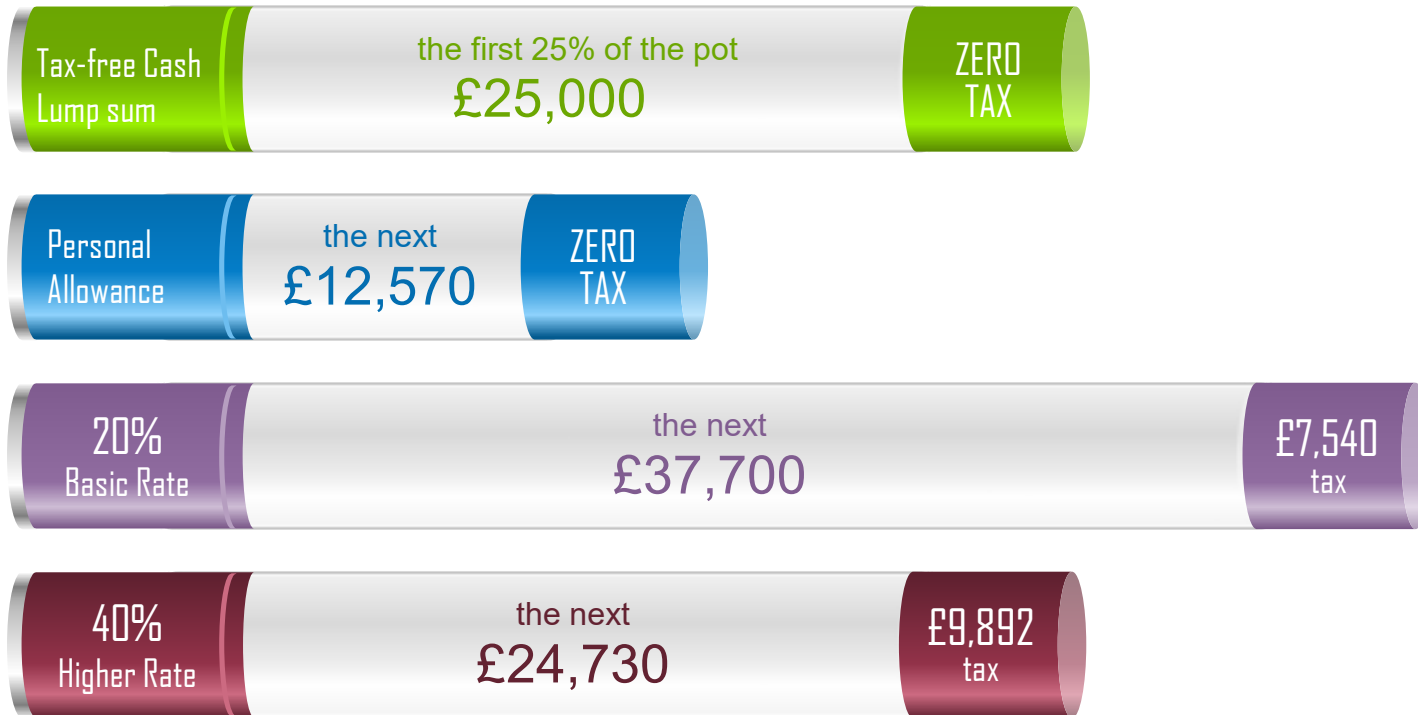 Tax-free Cash
Lump sum
the first 25% of the pot
£25,000
ZERO
TAX
Personal
Allowance
the next
£12,570
ZERO
TAX
20%
Basic Rate
the next
£37,700
£7,540
tax
40%
Higher Rate
the next
£24,730
£9,892
tax